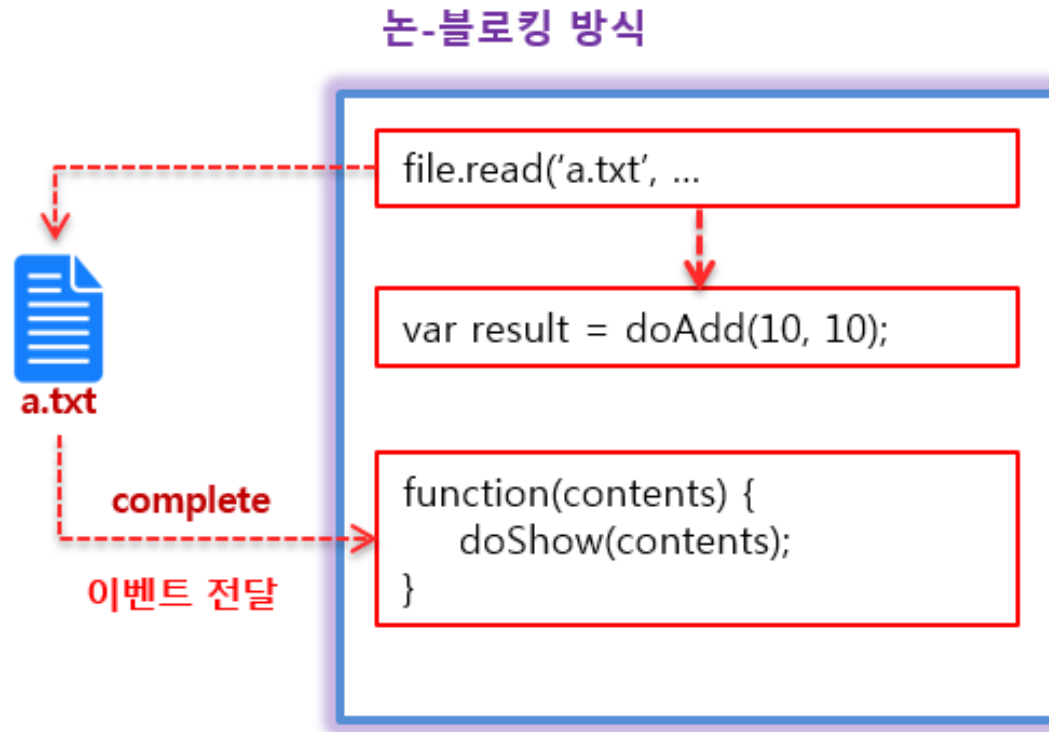 논-블로킹 방식
file.read(‘a.txt’, ...
var result = doAdd(10, 10);
a.txt
function(contents) {
doShow(contents);
}
complete
이벤트 전달